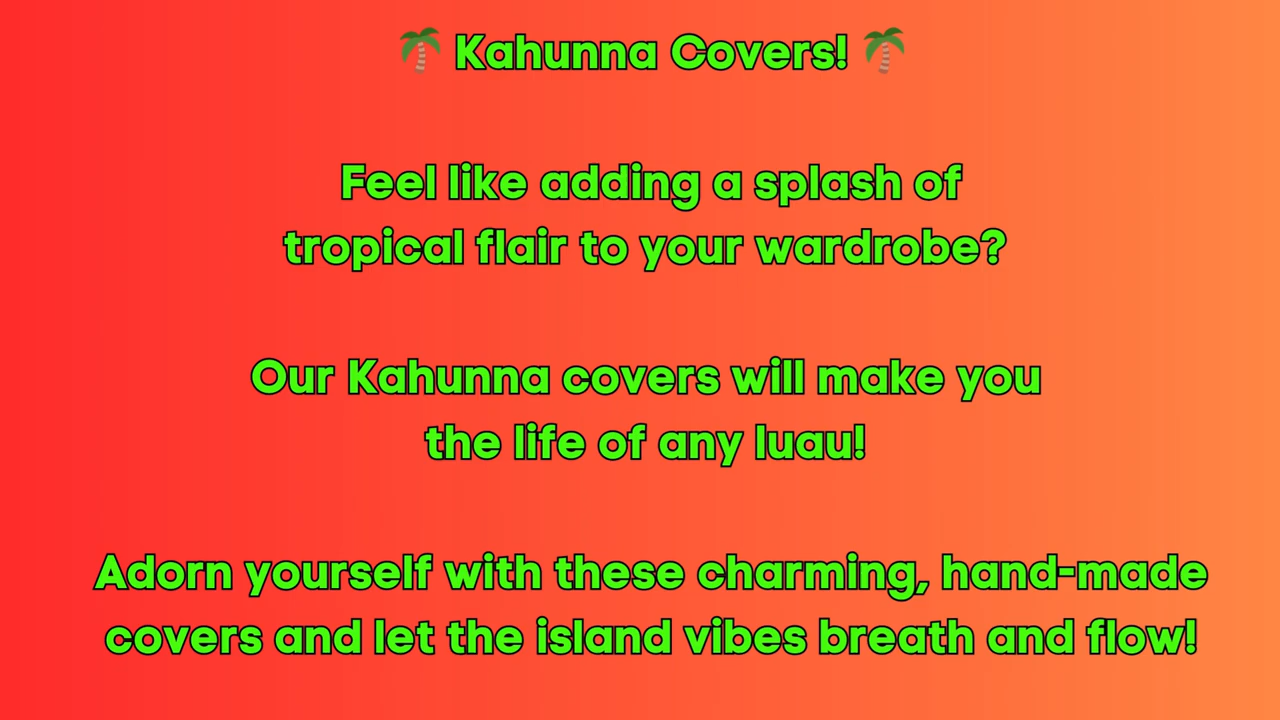 🌴 Kahunna Covers! 🌴
Feel like adding a splash of
tropical flair to your wardrobe?
Our Kahunna covers will make you
the life of any luau!
Adorn yourself with these charming, hand-made
covers and let the island vibes breath and flow!